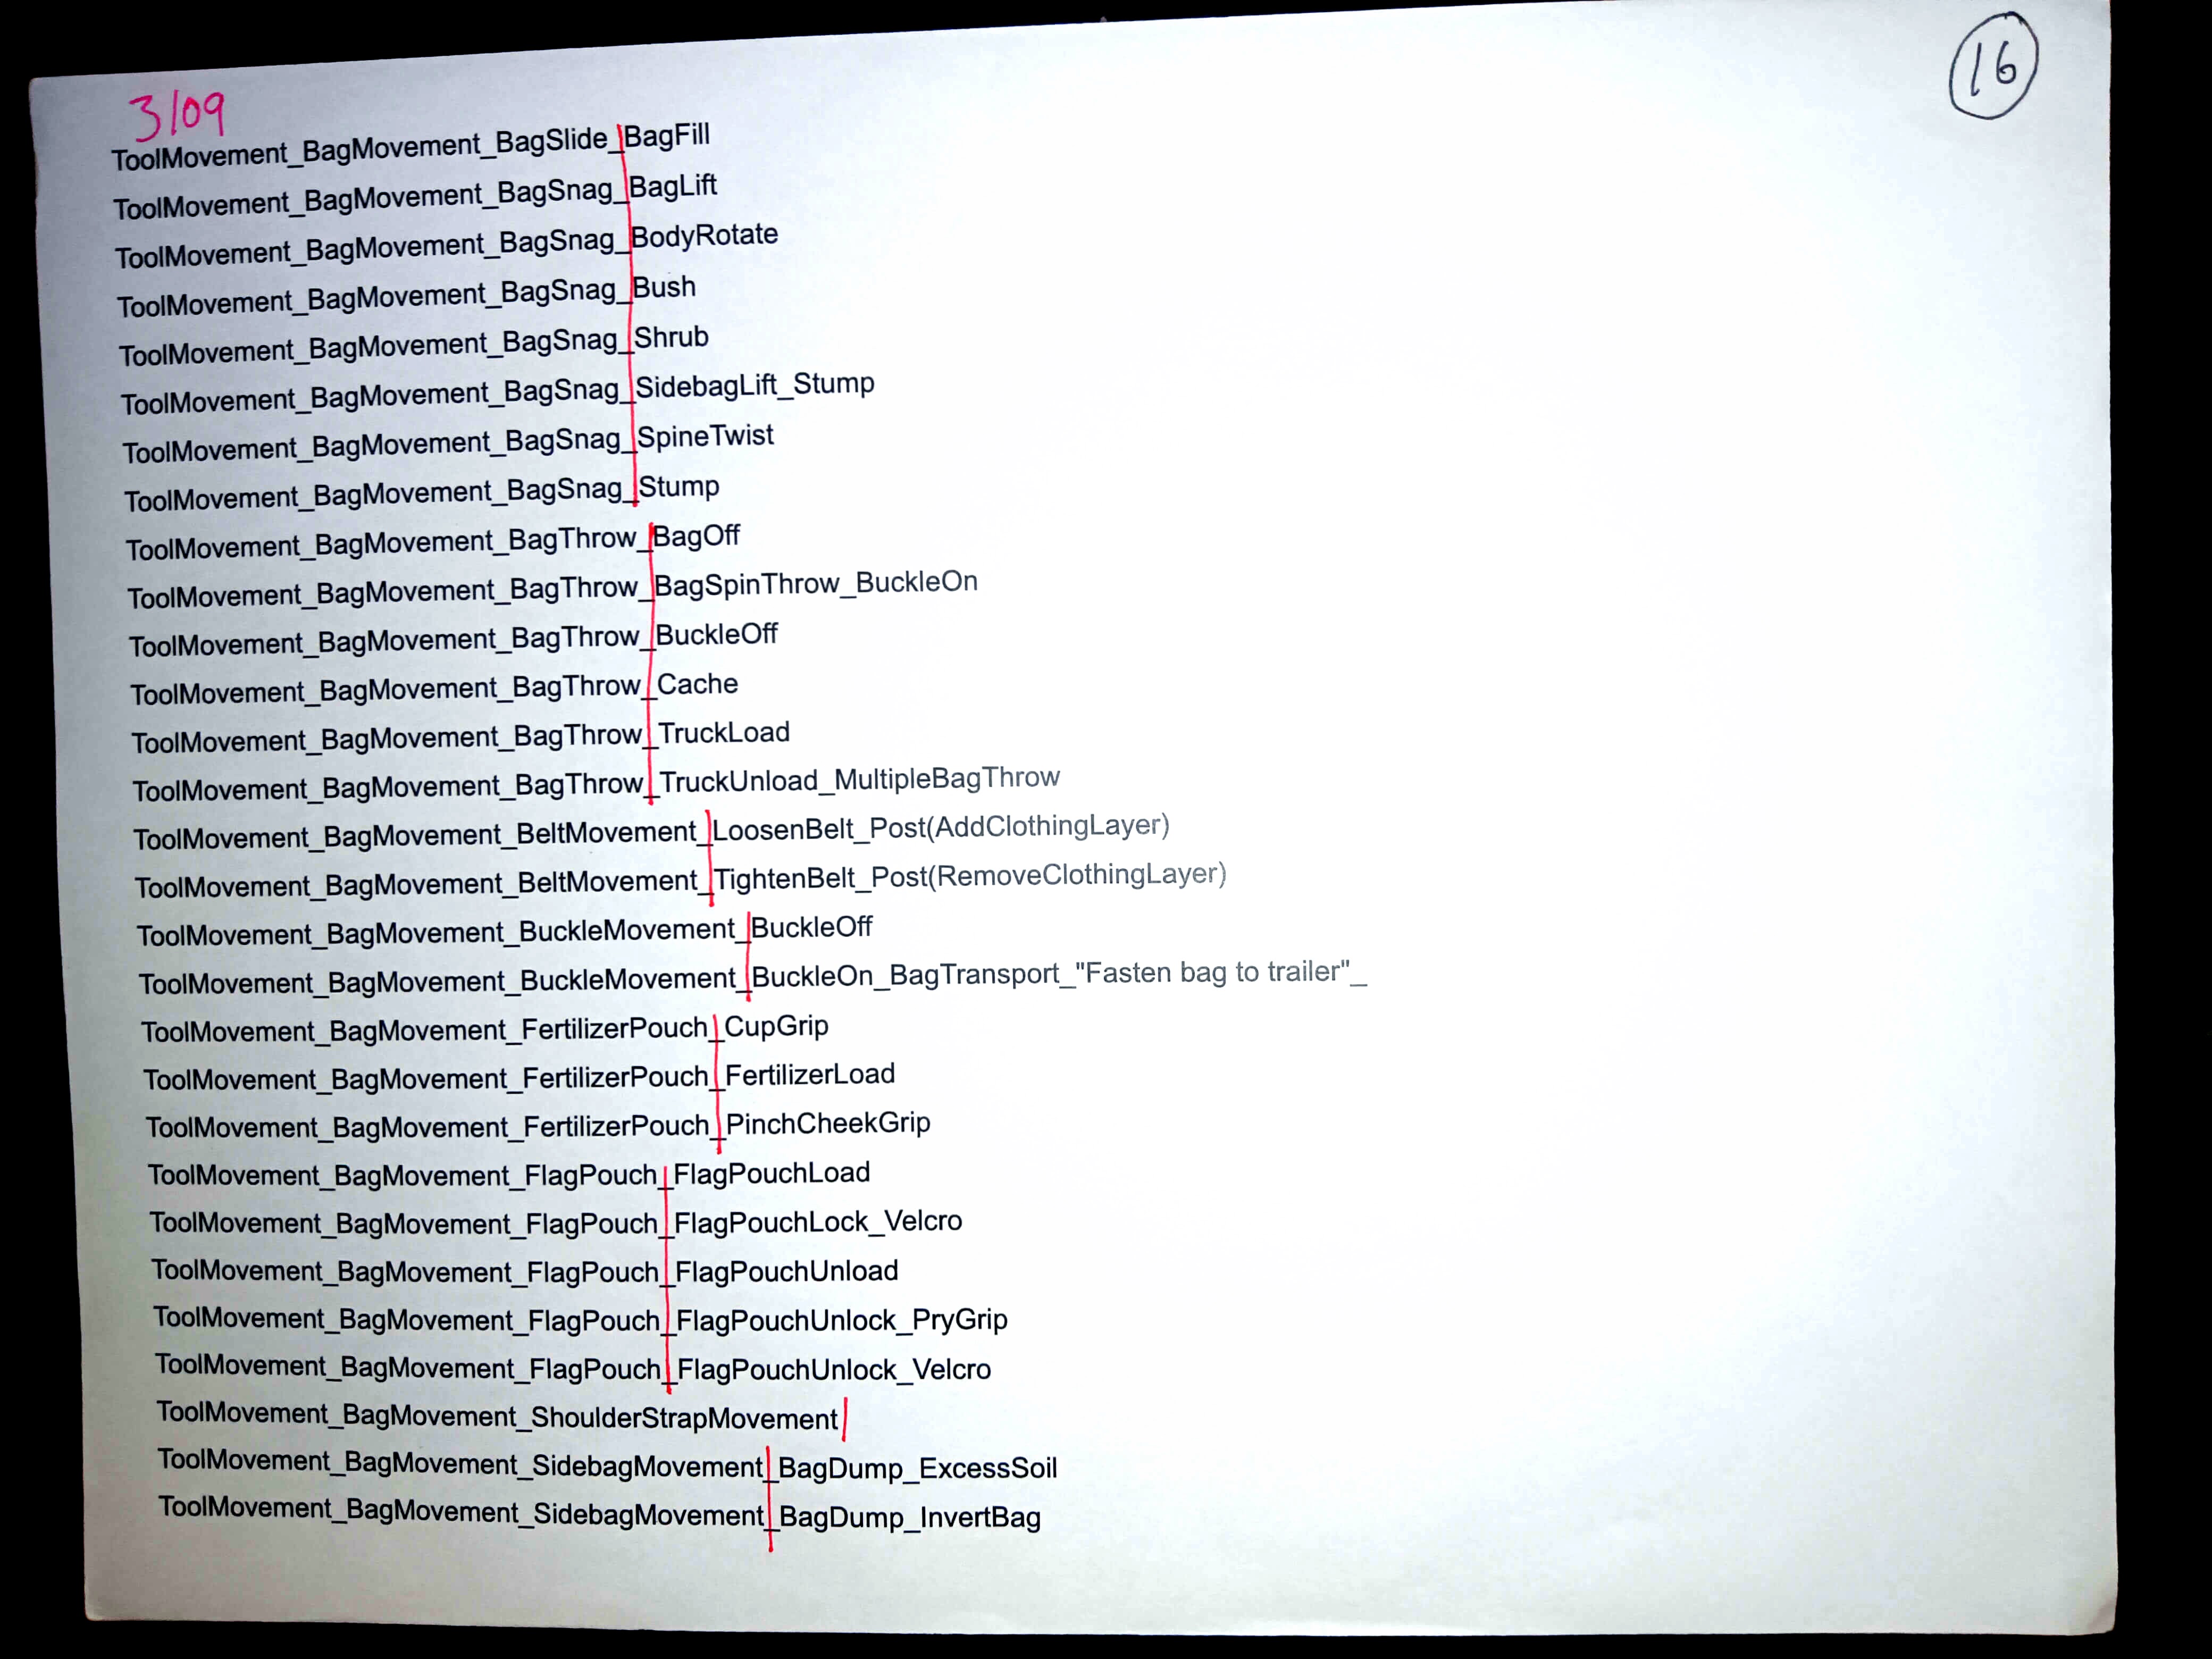 16
3/09
ToolMovement_BagMovement_BagSlide_BagFill
ToolMovement_BagMovement_BagSnag_BagLift
ToolMovement_BagMovement_BagSnag_BodyRotate
ToolMovement_BagMovement_BagSnag_Bush
ToolMovement_BagMovement_BagSnag_Shrub
ToolMovement_BagMovement_BagSnag_SidebagLift_Stump
ToolMovement_BagMovement_BagSnag_SpineTwist
ToolMovement_BagMovement_BagSnag_Stump
ToolMovement_BagMovement_BagThrow_BagOff
ToolMovement_BagMovement_BagThrow_BagSpinThrow_BuckleOn
ToolMovement_BagMovement_BagThrow_BuckleOff
ToolMovement_BagMovement_BagThrow_Cache
ToolMovement_BagMovement_BagThrow_TruckLoad
ToolMovement_BagMovement_BagThrow_TruckUnload_MultipleBagThrow
ToolMovement_BagMovement_BeltMovement_LoosenBelt_Post(AddClothingLayer)
ToolMovement_BagMovement_BeltMovement_TightenBelt_Post(RemoveClothingLayer)
ToolMovement_BagMovement_BuckleMovement_BuckleOff
ToolMovement_BagMovement_BuckleMovement_BuckleOn_BagTransport_"Fasten bag to trailer"_
ToolMovement_BagMovement_FertilizerPouch_CupGrip
ToolMovement_BagMovement_FertilizerPouch_FertilizerLoad
ToolMovement_BagMovement_FertilizerPouch_PinchCheekGrip
ToolMovement_BagMovement_FlagPouch_FlagPouchLoad
ToolMovement_BagMovement_FlagPouch_FlagPouchLock_Velcro
ToolMovement_BagMovement_FlagPouch_FlagPouchUnload
ToolMovement_BagMovement_FlagPouch_FlagPouchUnlock_PryGrip
ToolMovement_BagMovement_FlagPouch_FlagPouchUnlock_Velcro
ToolMovement_BagMovement_ShoulderStrapMovement
ToolMovement_BagMovement_SidebagMovement_BagDump_ExcessSoil
ToolMovement_BagMovement_SidebagMovement_BagDump_InvertBag